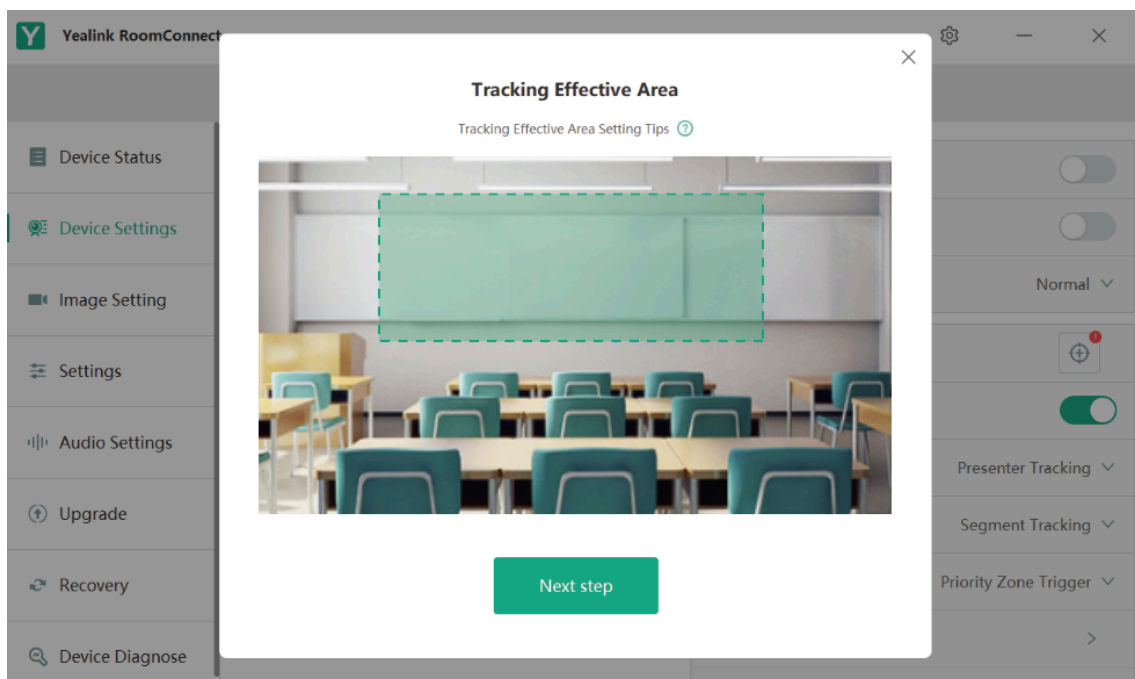 Yealink RoomConnect
Tracking Effective Area
Tracking Effective Area Setting Tips
Device Status
Device Settings
Image Setting
Normal
Settings
Audio Settings
Presenter Tracking
Upgrade
Segment Tracking
Recovery
Next step
Priority Zone Trigger
Device Diagnose